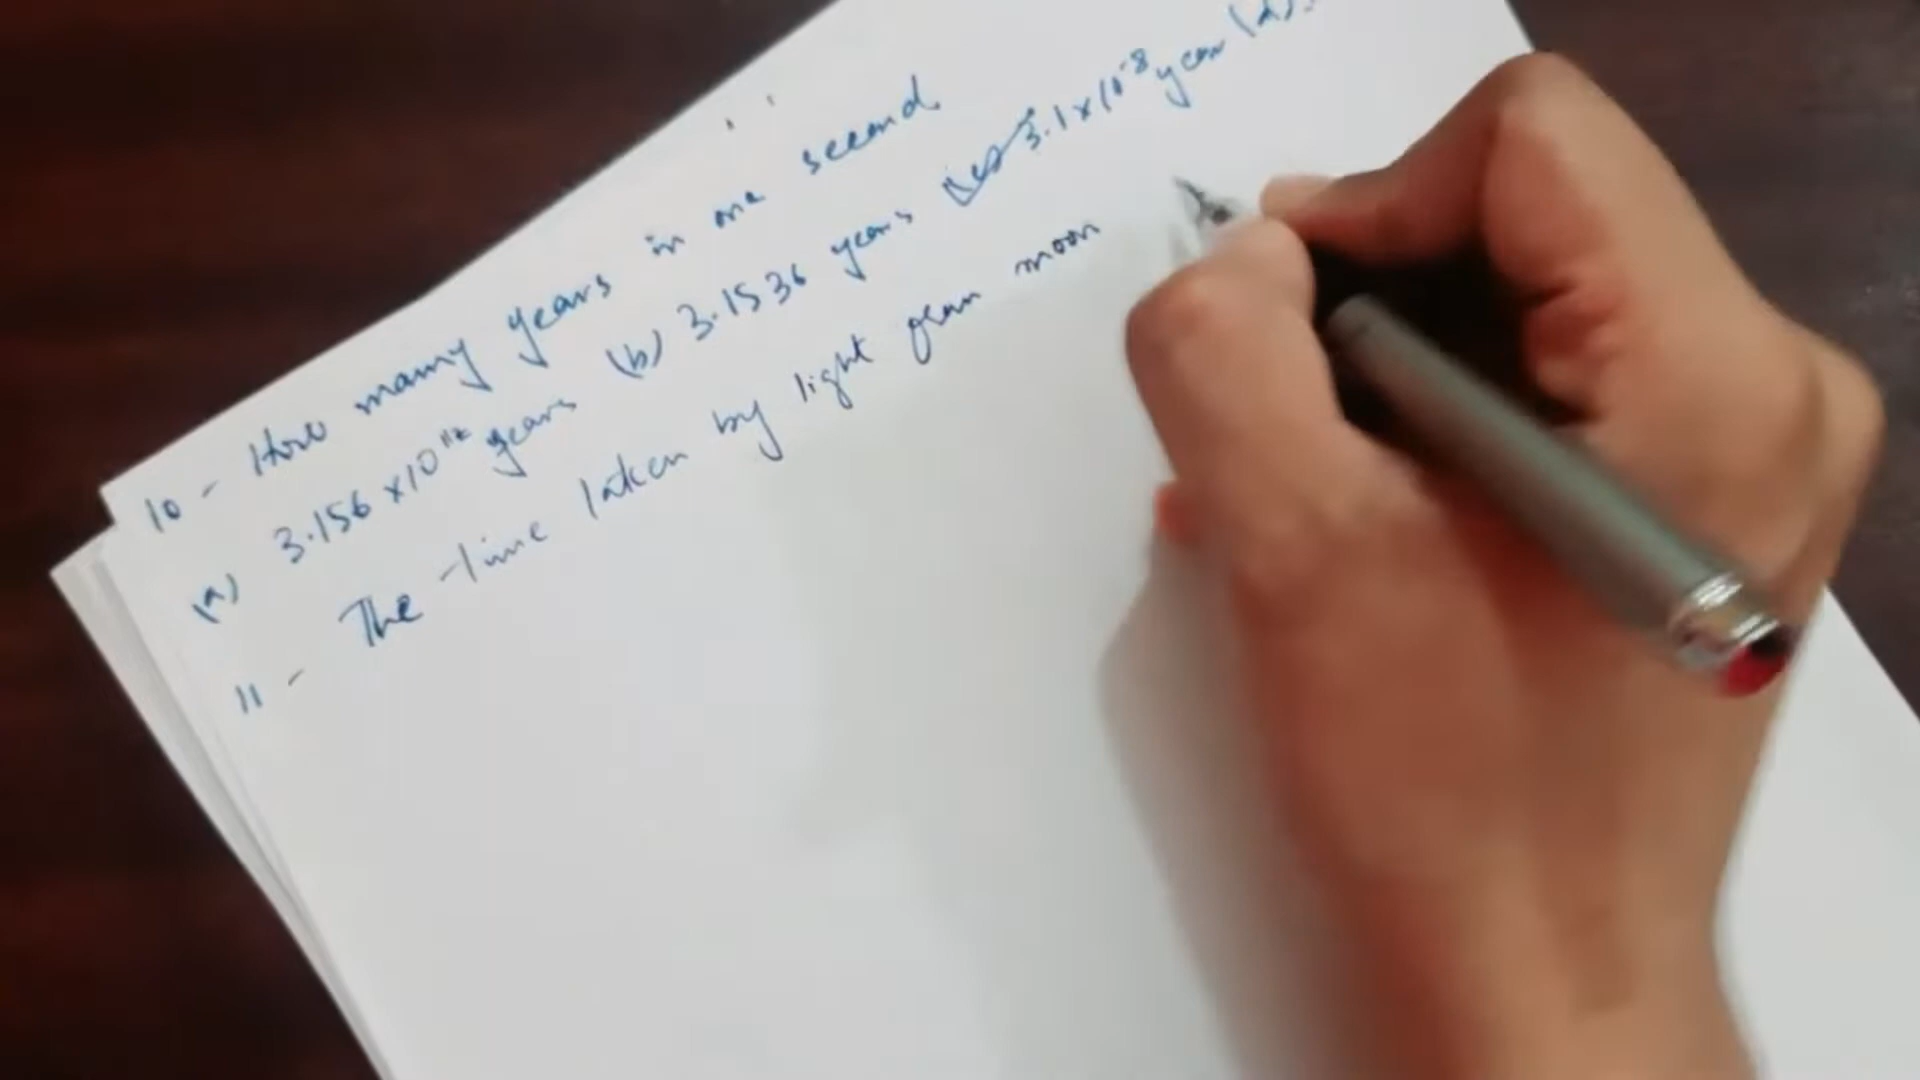 10 - How many years in one second
(a) 3.156 x 10 years (b) 3.1536 years (c) 3.1 x 10⁻⁸ year (d)
11 - The time taken by light from moon